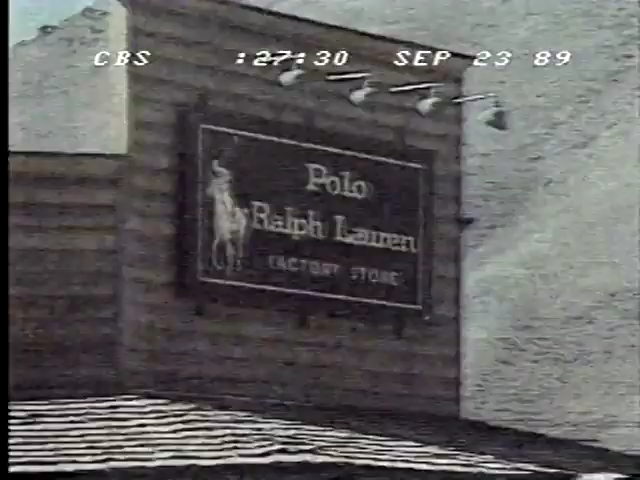 CBS :27:30 SEP 23 89
Polo
Ralph Lauren
FACTORY STORE